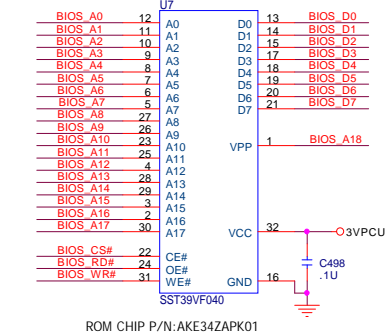 U7
BIOS_A0 12 A0 D0 13 BIOS_D0
BIOS_A1 11 A1 D1 14 BIOS_D1
BIOS_A2 10 A2 D2 15 BIOS_D2
BIOS_A3 9 A3 D3 17 BIOS_D3
BIOS_A4 8 A4 D4 18 BIOS_D4
BIOS_A5 7 A5 D5 19 BIOS_D5
BIOS_A6 6 A6 D6 20 BIOS_D6
BIOS_A7 5 A7 D7 21 BIOS_D7
BIOS_A8 27 A8
BIOS_A9 26 A9
BIOS_A10 23 A10 VPP 1 BIOS_A18
BIOS_A11 25 A11
BIOS_A12 4 A12
BIOS_A13 28 A13
BIOS_A14 29 A14
BIOS_A15 3 A15
BIOS_A16 2 A16
BIOS_A17 30 A17 VCC 32 3VPCU
BIOS_CS# 22 CE# C498
BIOS_RD# 24 OE# .1U
BIOS_WR# 31 WE# GND 16
SST39VF040
ROM CHIP P/N:AKE34ZAPK01